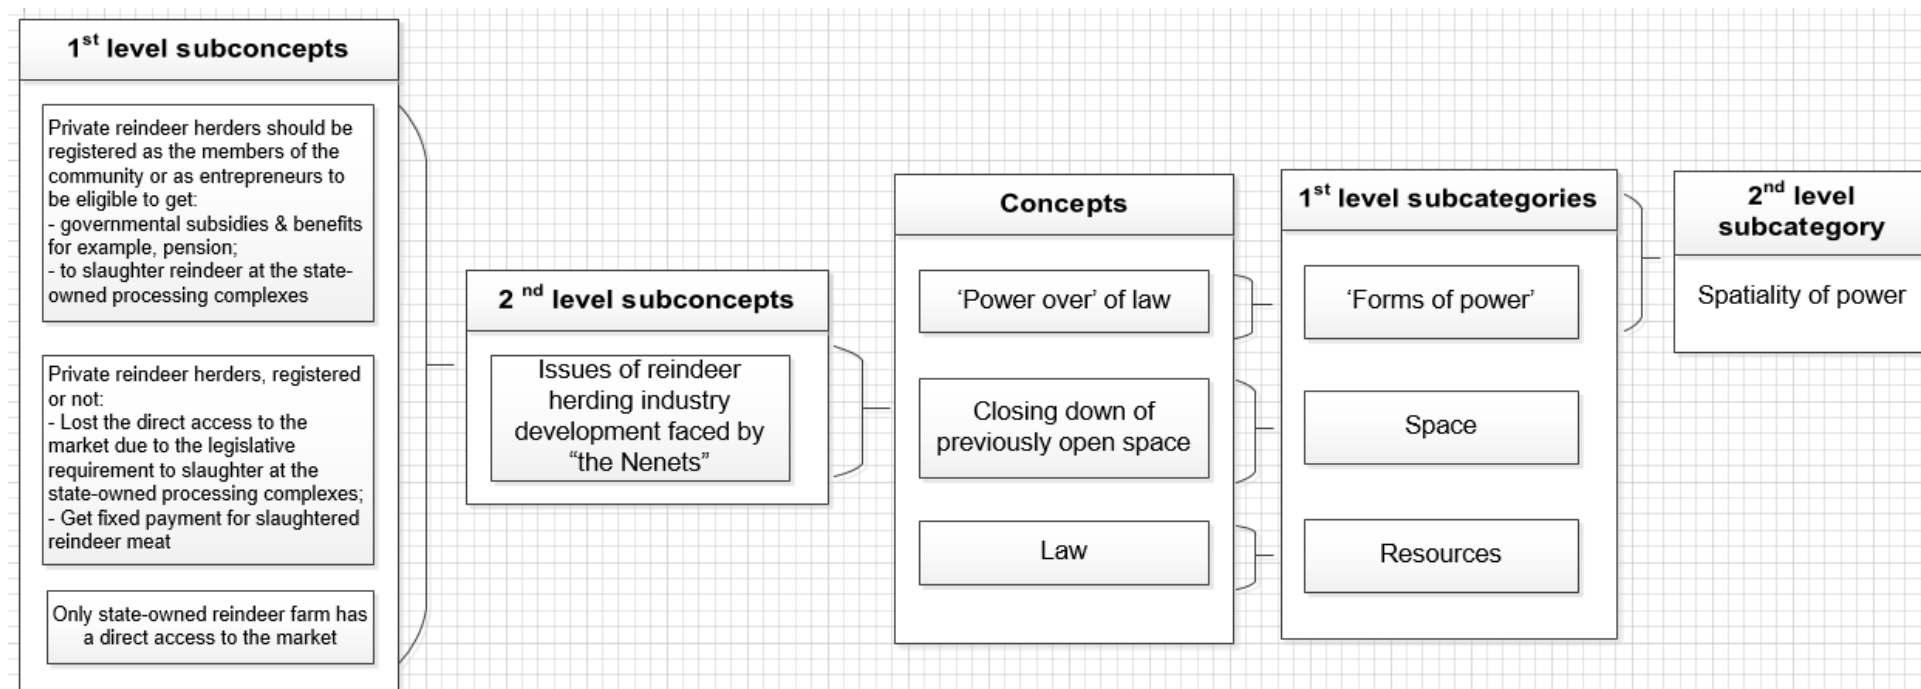 1st level subconcepts
Private reindeer herders should be
registered as the members of the
community or as entrepreneurs to
be eligible to get:
- governmental subsidies & benefits
for example, pension;
- to slaughter reindeer at the state-
owned processing complexes
Private reindeer herders, registered
or not:
- Lost the direct access to the
market due to the legislative
requirement to slaughter at the
state-owned processing complexes;
- Get fixed payment for slaughtered
reindeer meat
Only state-owned reindeer farm has
a direct access to the market
2 nd level subconcepts
Issues of reindeer
herding industry
development faced by
“the Nenets”
Concepts
‘Power over’ of law
Closing down of
previously open space
Law
1st level subcategories
‘Forms of power’
Space
Resources
2nd level
subcategory
Spatiality of power